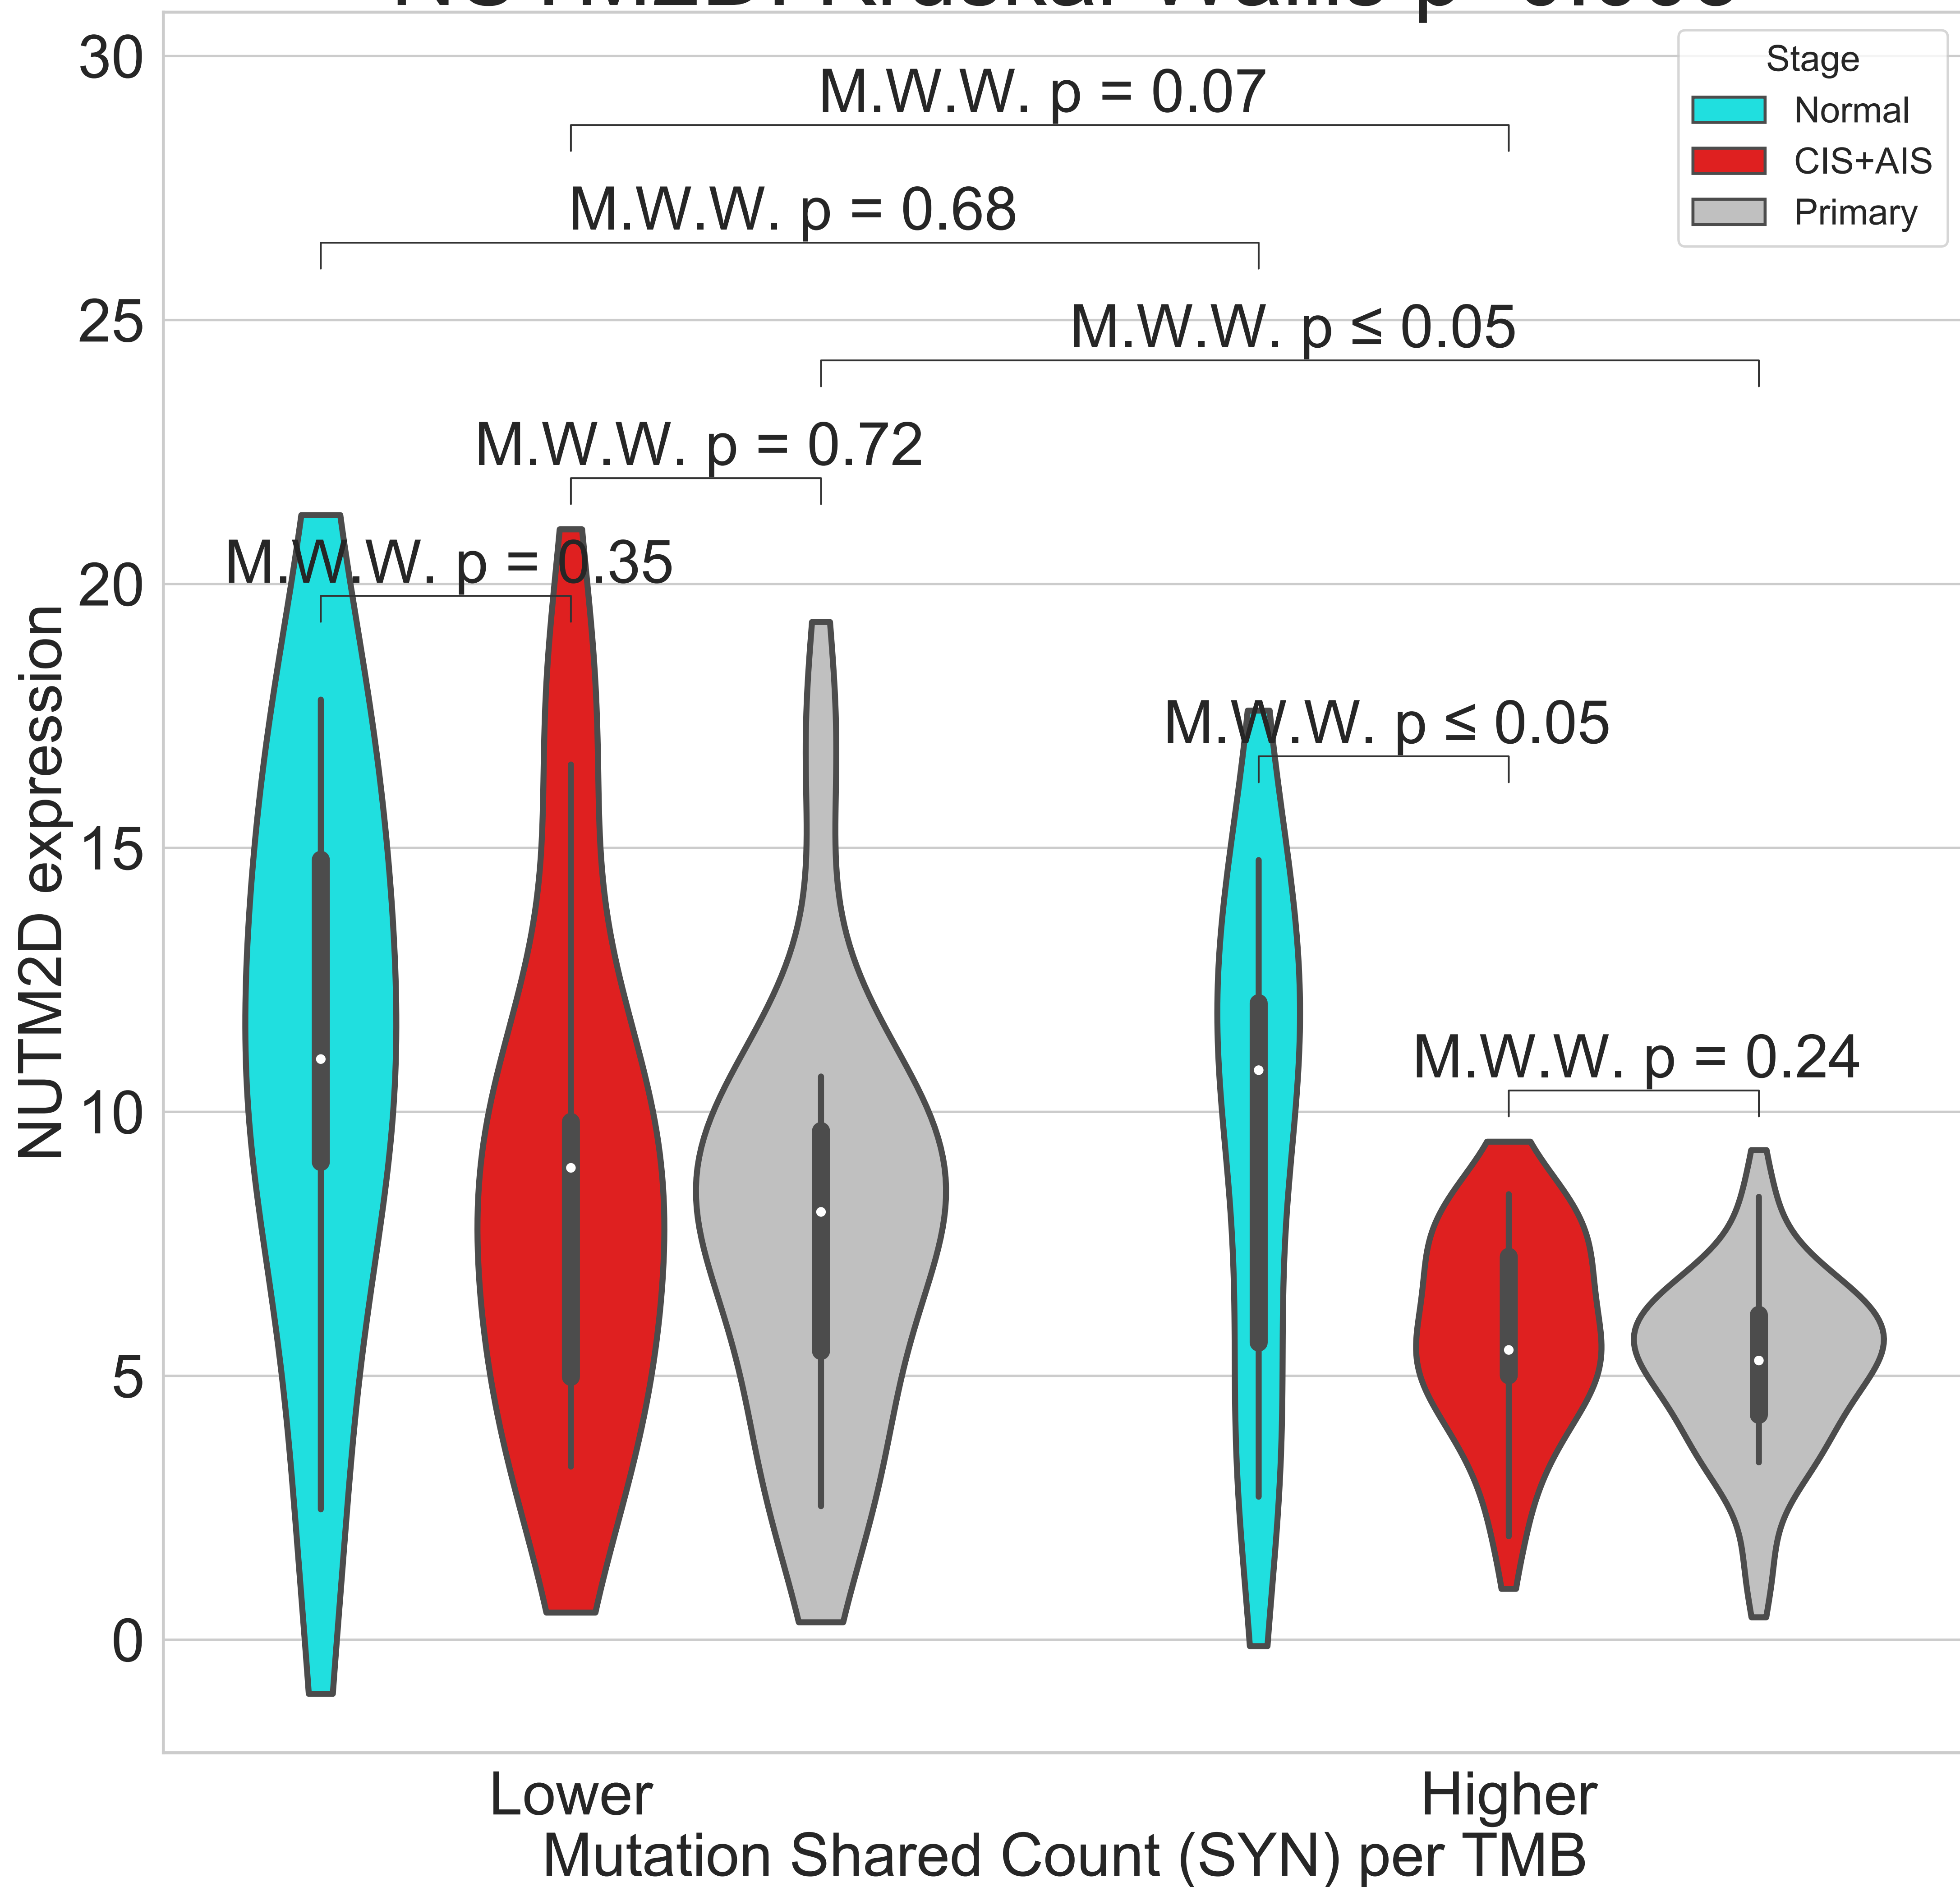 30
25
20
15
10
5
0
NUTM2D expression
M.W.W. p = 0.07
M.W.W. p = 0.68
M.W.W. p ≤ 0.05
M.W.W. p = 0.72
M.W.W. p = 0.35
M.W.W. p ≤ 0.05
M.W.W. p = 0.24
Stage
Normal
CIS+AIS
Primary
Lower
Higher
Mutation Shared Count (SYN) per TMB